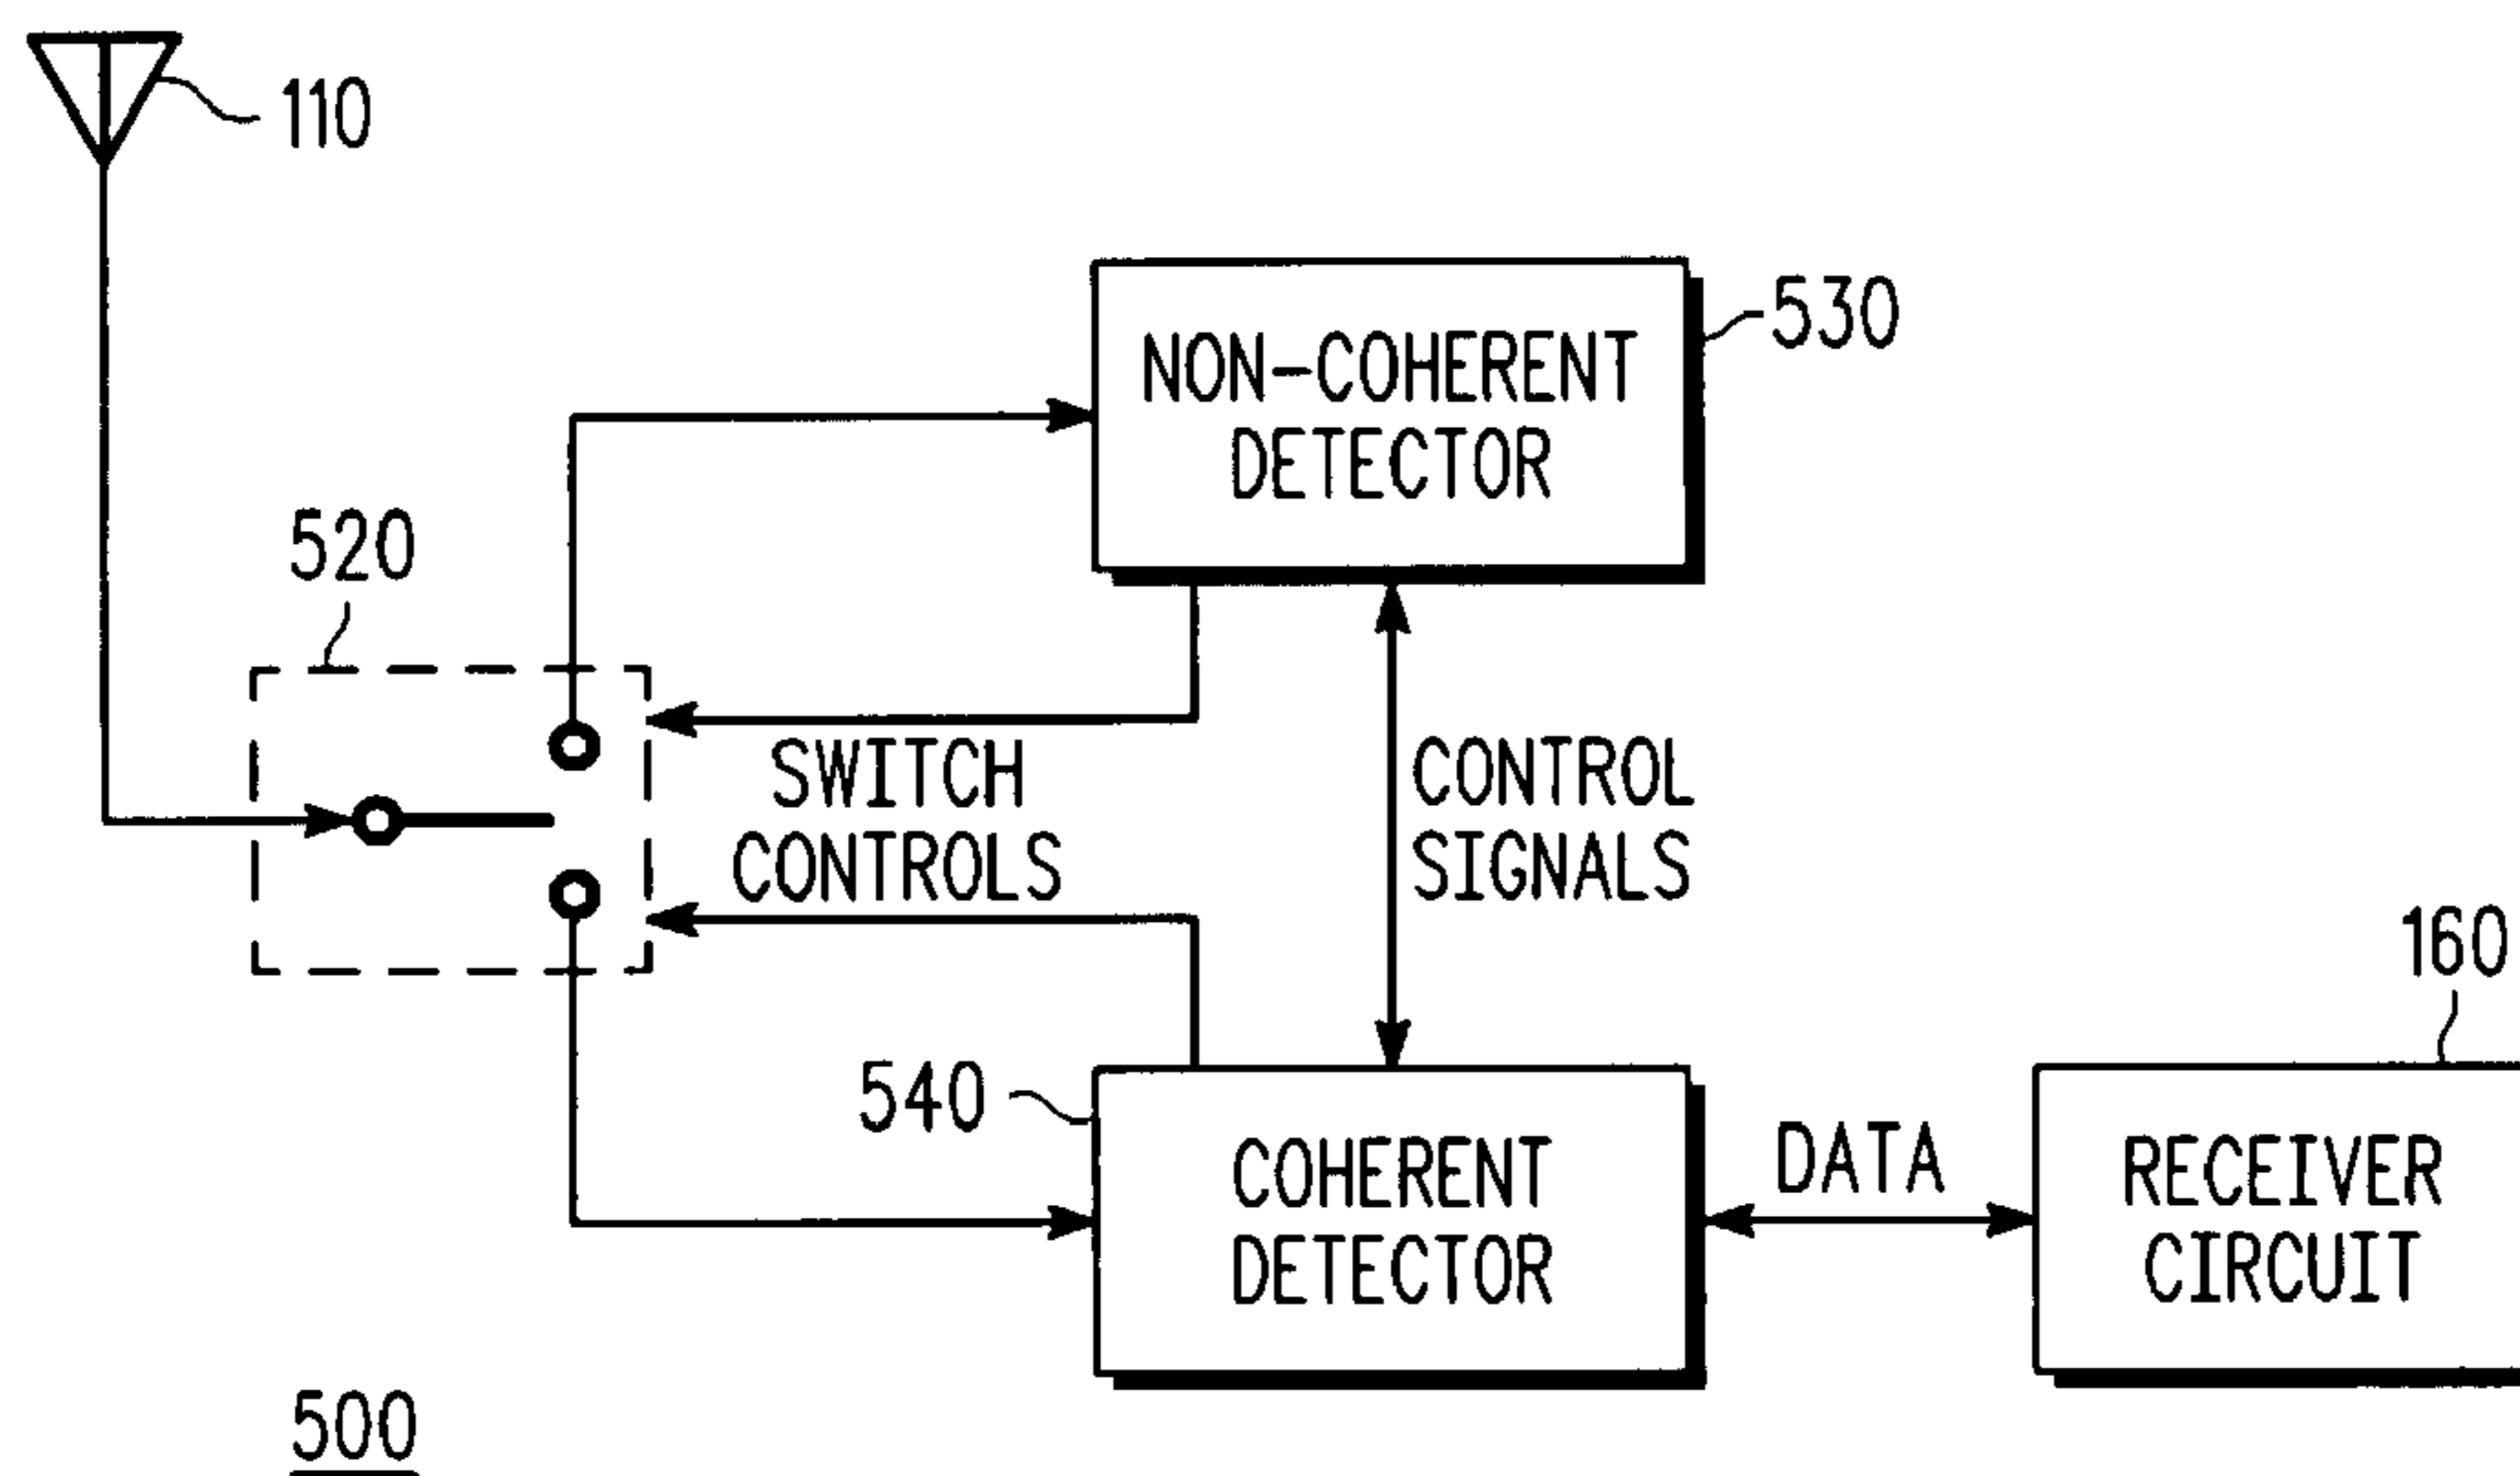 110
NON-COHERENT
DETECTOR
530
520
SWITCH
CONTROLS
CONTROL
SIGNALS
160
540
COHERENT
DETECTOR
DATA
RECEIVER
CIRCUIT
500